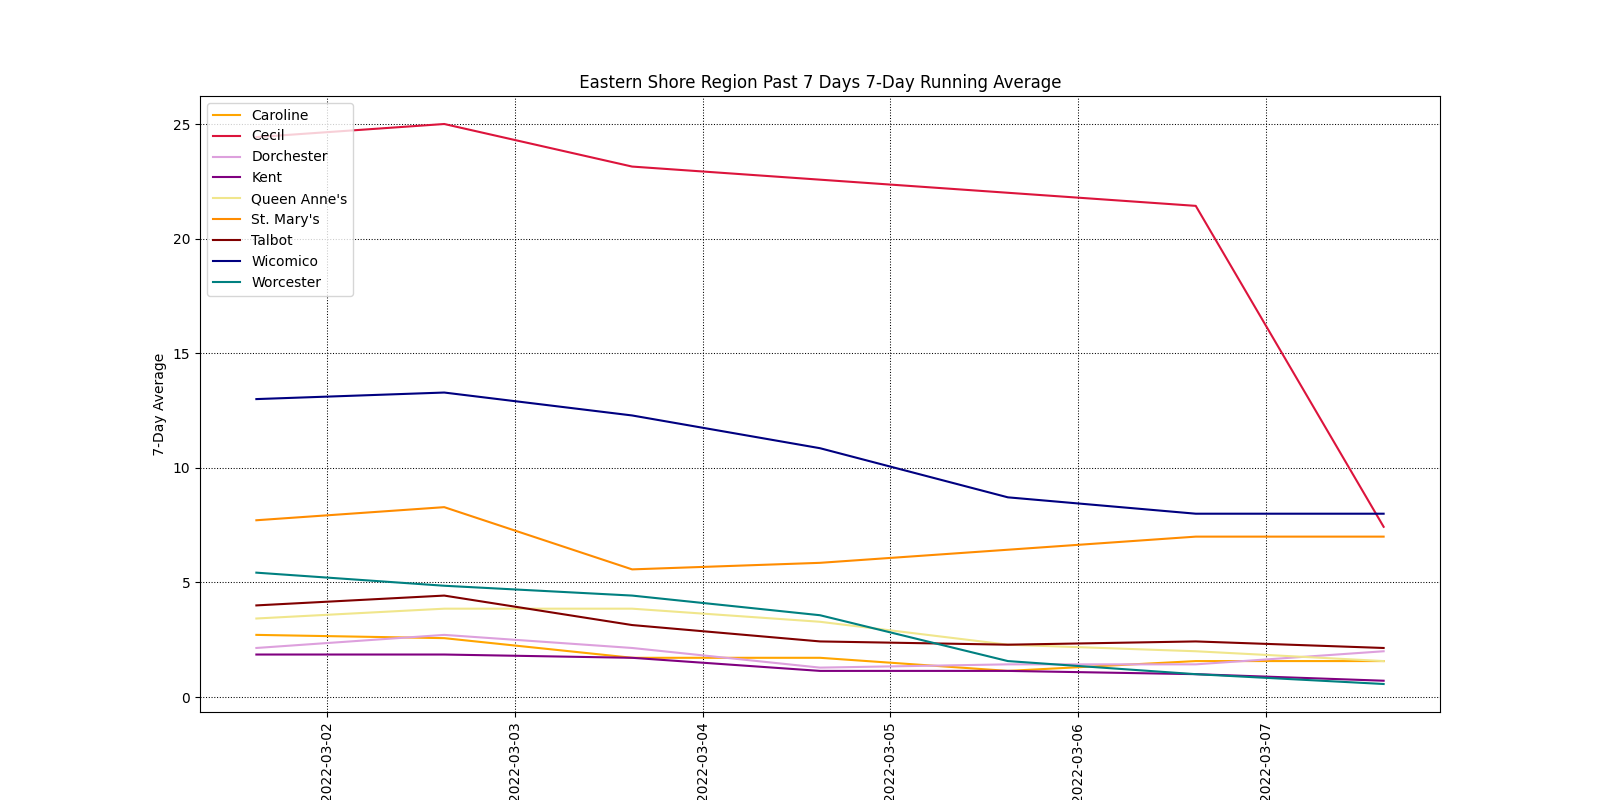 Eastern Shore Region Past 7 Days 7-Day Running Average
Caroline
Cecil
Dorchester
Kent
Queen Anne's
St. Mary's
Talbot
Wicomico
Worcester
25
20
15
10
5
0
7-Day Average
2022-03-02
2022-03-03
2022-03-04
2022-03-05
2022-03-06
2022-03-07